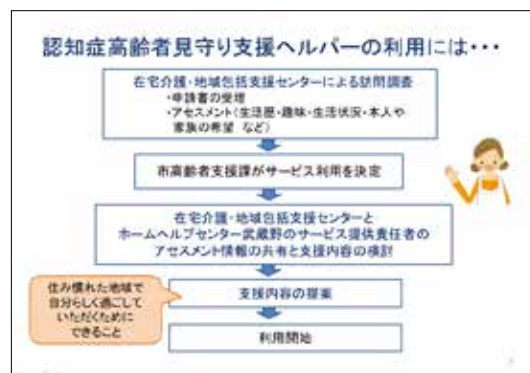 認知症高齢者見守り支援ヘルパーの利用には・・・
在宅介護・地域包括支援センターによる訪問調査
・申請書の受理
・アセスメント(生活歴・趣味・生活状況・本人や
家族の希望 など)
市高齢者支援課がサービス利用を決定
在宅介護・地域包括支援センターと
ホームヘルプセンター武蔵野のサービス提供責任者の
アセスメント情報の共有と支援内容の検討
住み慣れた地域で
自分らしく過ごして
いただくために
できること
支援内容の提案
利用開始